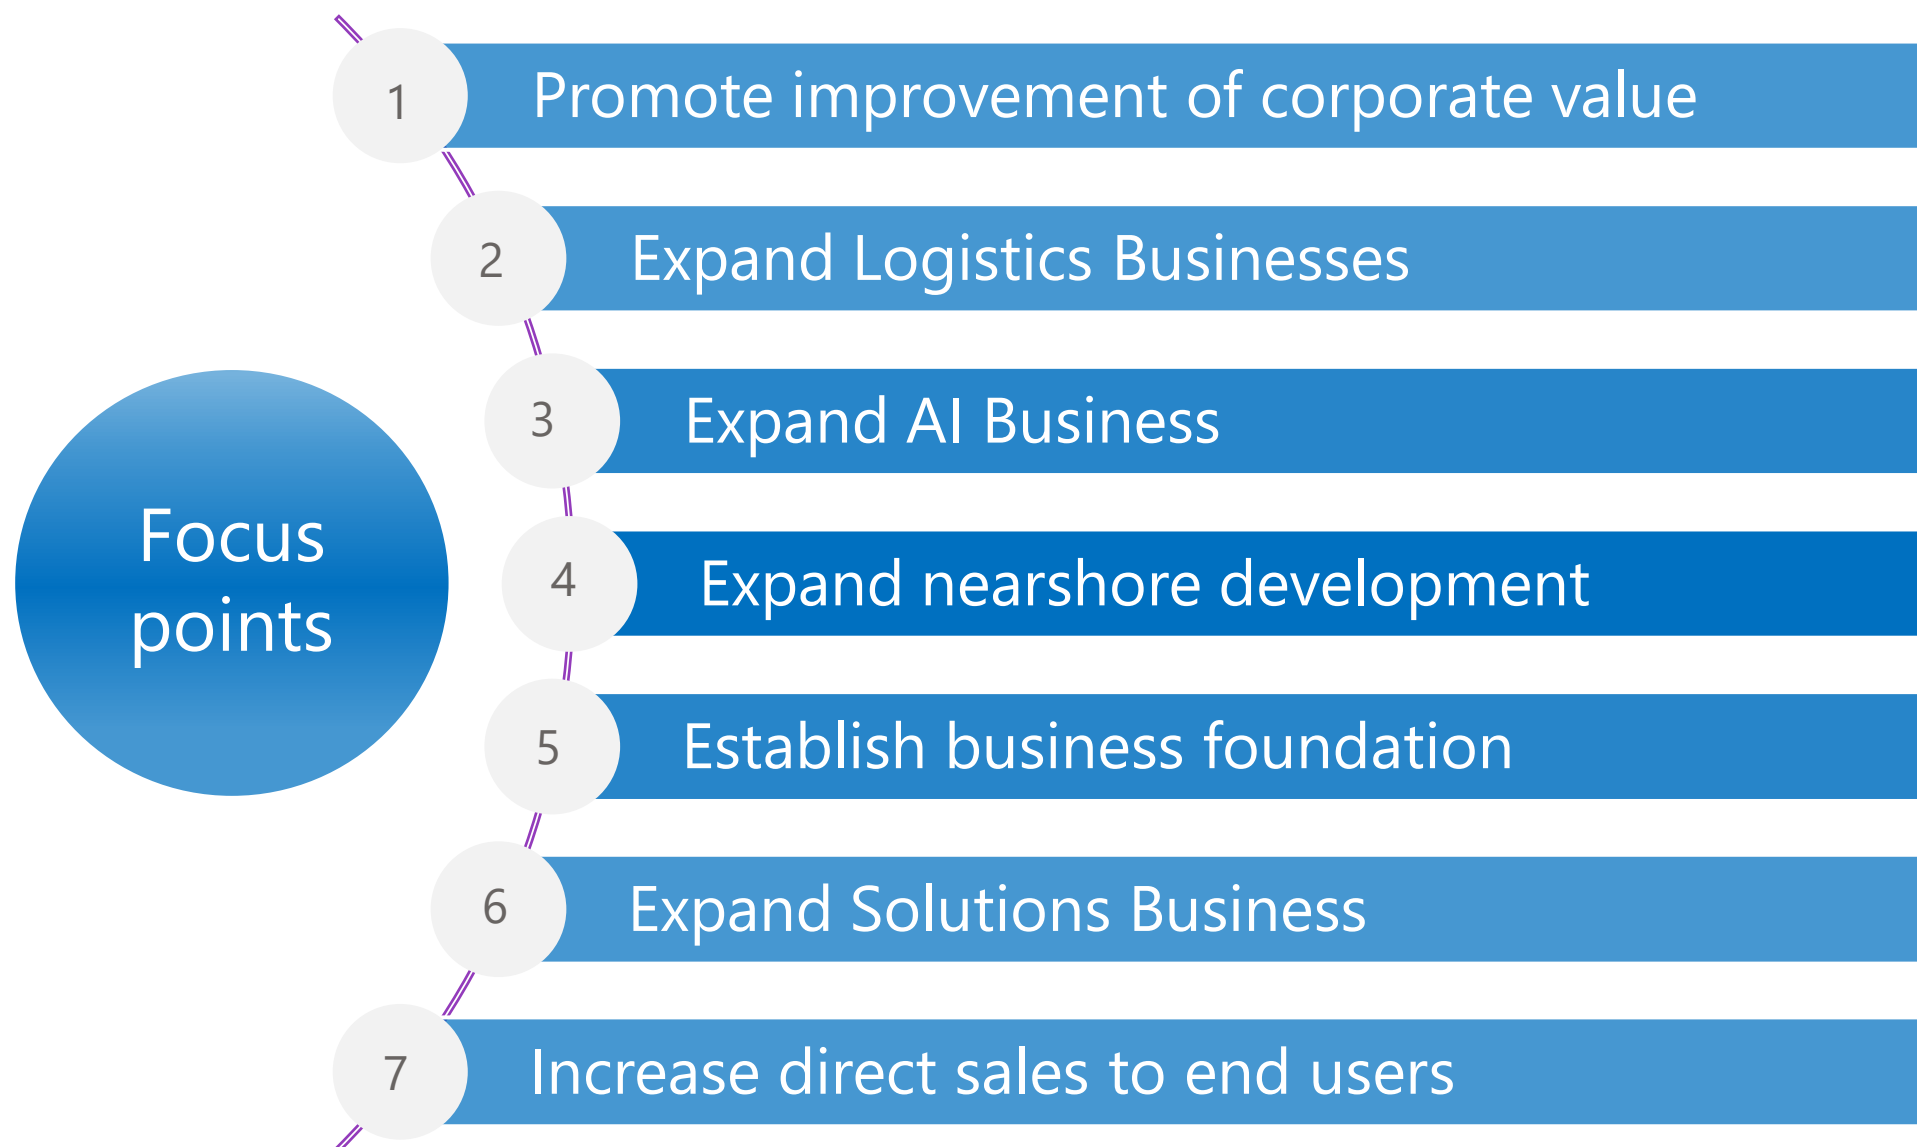 1
Promote improvement of corporate value
2
Expand Logistics Businesses
3
Expand AI Business
Focus
points
4
Expand nearshore development
5
Establish business foundation
6
Expand Solutions Business
7
Increase direct sales to end users